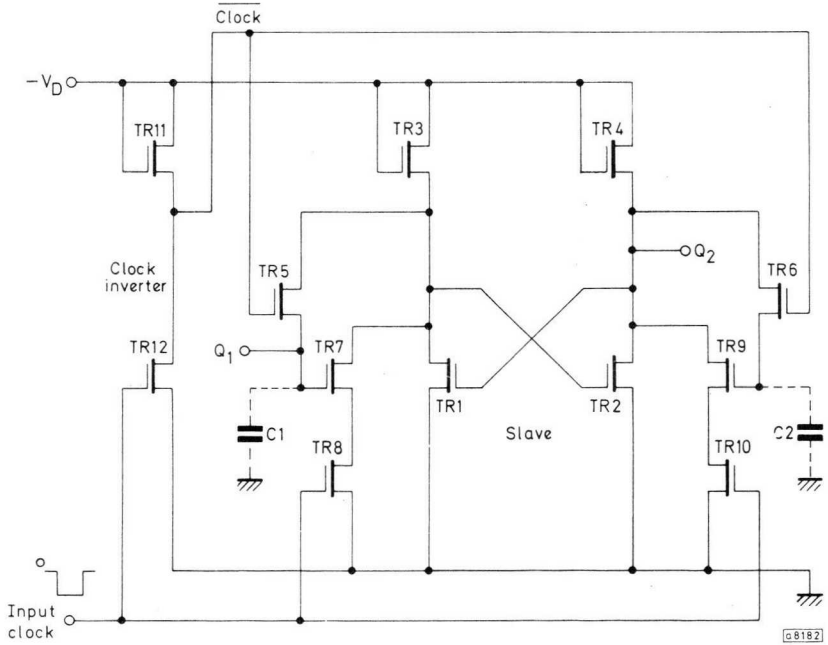 Clock
−VD
TR11
TR3
TR4
Q2
Clock
inverter
TR5
TR6
TR12
Q1
TR7
TR9
TR1
TR2
C1
Slave
C2
TR8
TR10
Input
clock
a8182